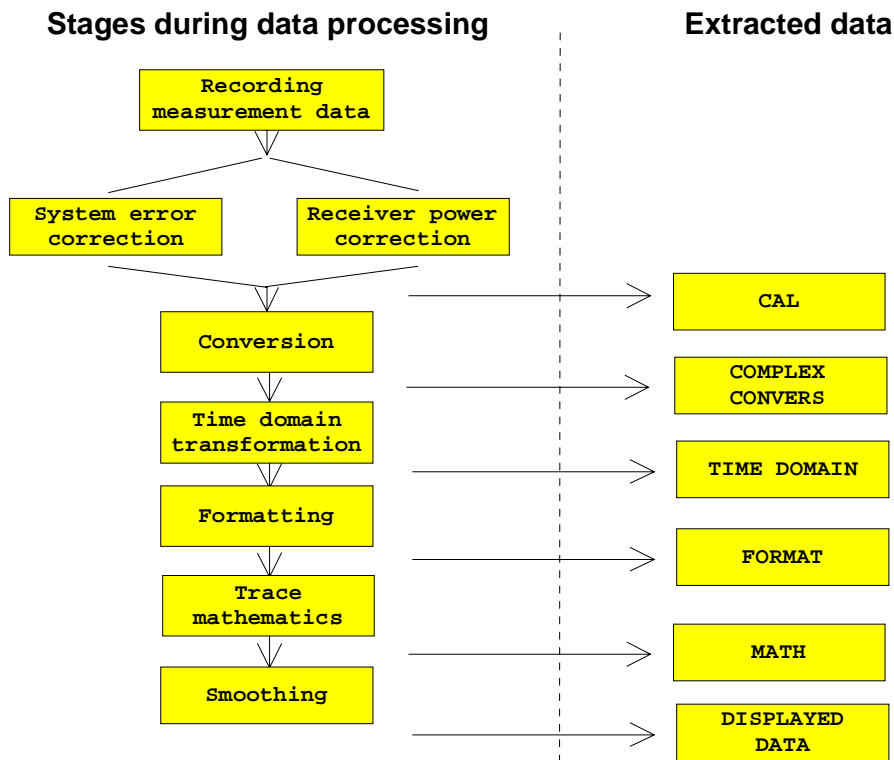 Stages during data processing
Extracted data
Recording
measurement data
System error
correction
Receiver power
correction
CAL
Conversion
COMPLEX
CONVERS
Time domain
transformation
TIME DOMAIN
Formatting
FORMAT
Trace
mathematics
MATH
Smoothing
DISPLAYED
DATA